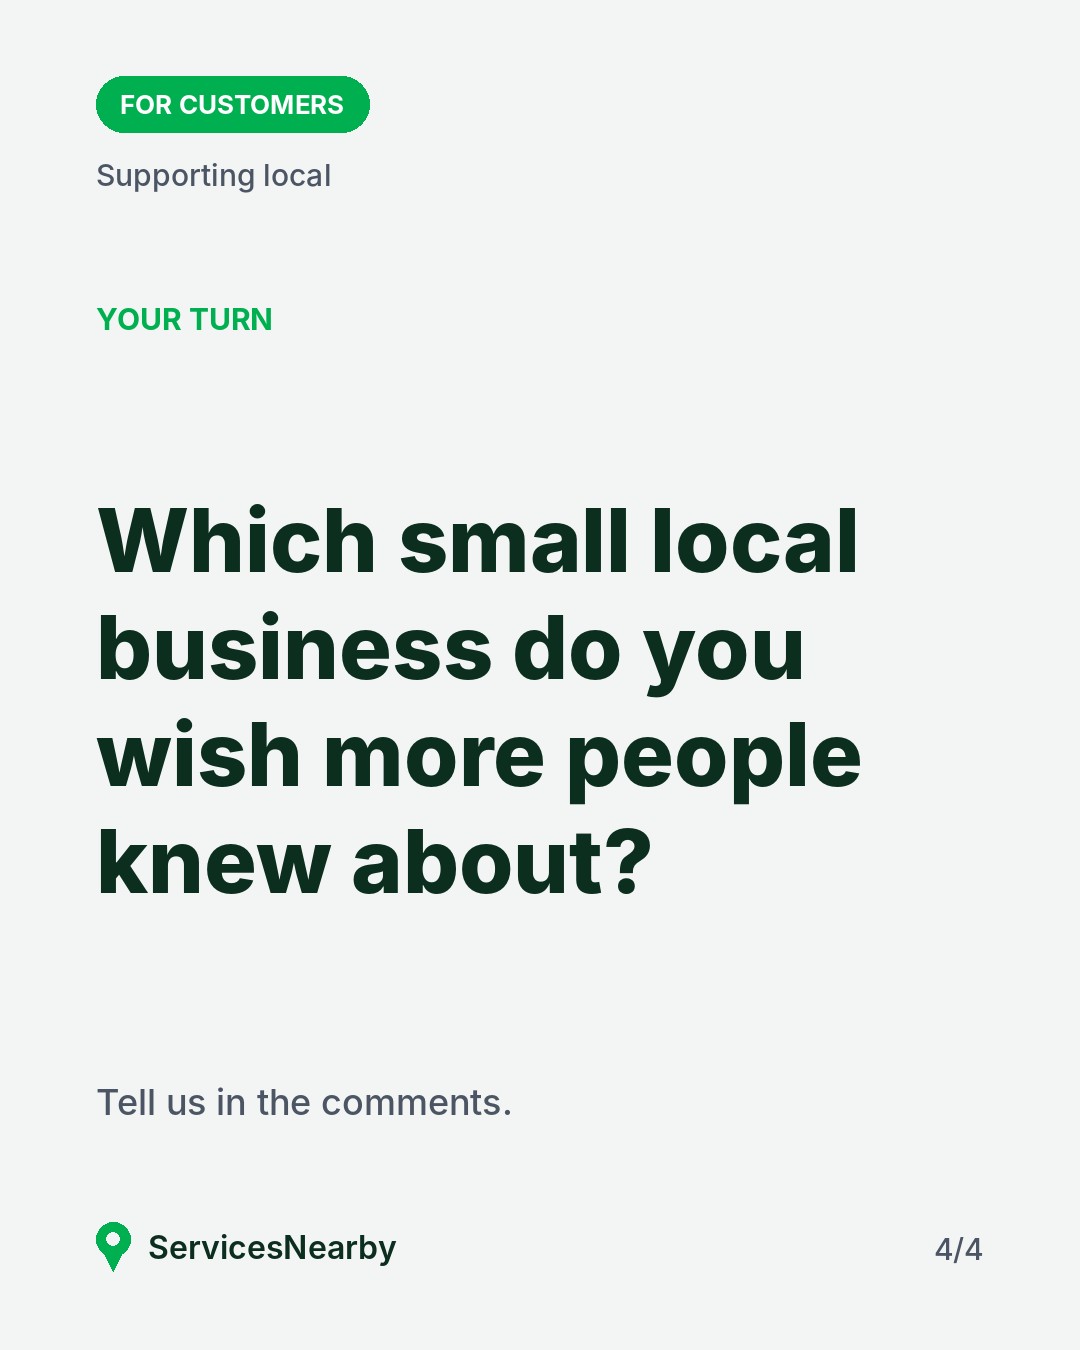 FOR CUSTOMERS
Supporting local
YOUR TURN
Which small local
business do you
wish more people
knew about?
Tell us in the comments.
ServicesNearby
4/4